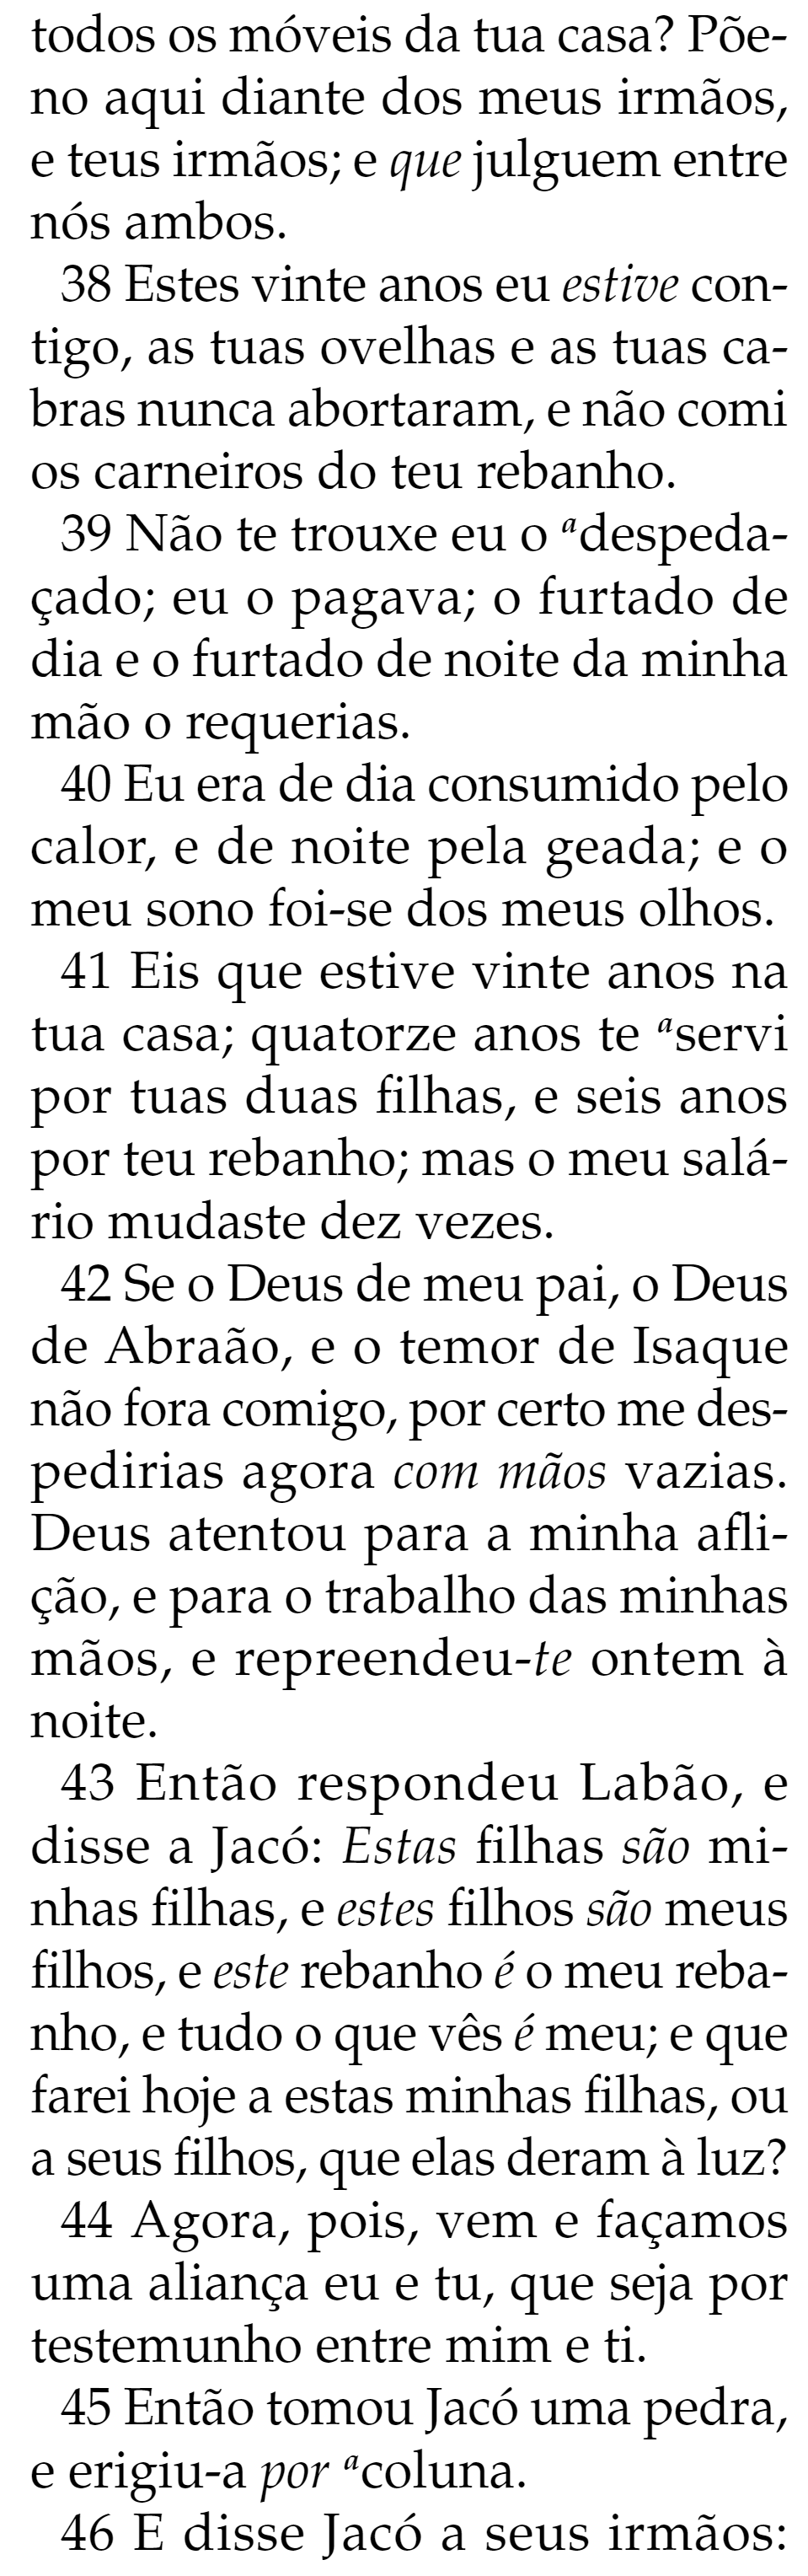 todos os móveis da tua casa? Põe-
no aqui diante dos meus irmãos,
e teus irmãos; e que julguem entre
nós ambos.
38 Estes vinte anos eu estive con-
tigo, as tuas ovelhas e as tuas ca-
bras nunca abortaram, e não comi
os carneiros do teu rebanho.
39 Não te trouxe eu o ᵃdespeda-
çado; eu o pagava; o furtado de
dia e o furtado de noite da minha
mão o requerias.
40 Eu era de dia consumido pelo
calor, e de noite pela geada; e o
meu sono foi-se dos meus olhos.
41 Eis que estive vinte anos na
tua casa; quatorze anos te ᵃservi
por tuas duas filhas, e seis anos
por teu rebanho; mas o meu salá-
rio mudaste dez vezes.
42 Se o Deus de meu pai, o Deus
de Abraão, e o temor de Isaque
não fora comigo, por certo me des-
pedirias agora com mãos vazias.
Deus atentou para a minha afli-
ção, e para o trabalho das minhas
mãos, e repreendeu-te ontem à
noite.
43 Então respondeu Labão, e
disse a Jacó: Estas filhas são mi-
nhas filhas, e estes filhos são meus
filhos, e este rebanho é o meu reba-
nho, e tudo o que vês é meu; e que
farei hoje a estas minhas filhas, ou
a seus filhos, que elas deram à luz?
44 Agora, pois, vem e façamos
uma aliança eu e tu, que seja por
testemunho entre mim e ti.
45 Então tomou Jacó uma pedra,
e erigiu-a por ᵃcoluna.
46 E disse Jacó a seus irmãos: